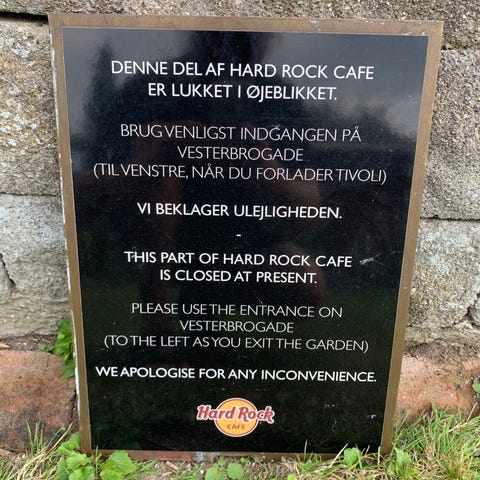 DENNE DEL AF HARD ROCK CAFE
ER LUKKET I ØJEBLIKKET.
BRUG VENLIGST INDGANGEN PÅ
VESTERBROGADE
(TIL VENSTRE, NÅR DU FORLADER TIVOLI)
VI BEKLAGER ULEJLIGHEDEN.
-
THIS PART OF HARD ROCK CAFE
IS CLOSED AT PRESENT.
PLEASE USE THE ENTRANCE ON
VESTERBROGADE
(TO THE LEFT AS YOU EXIT THE GARDEN)
WE APOLOGISE FOR ANY INCONVENIENCE.
Hard Rock
CAFE